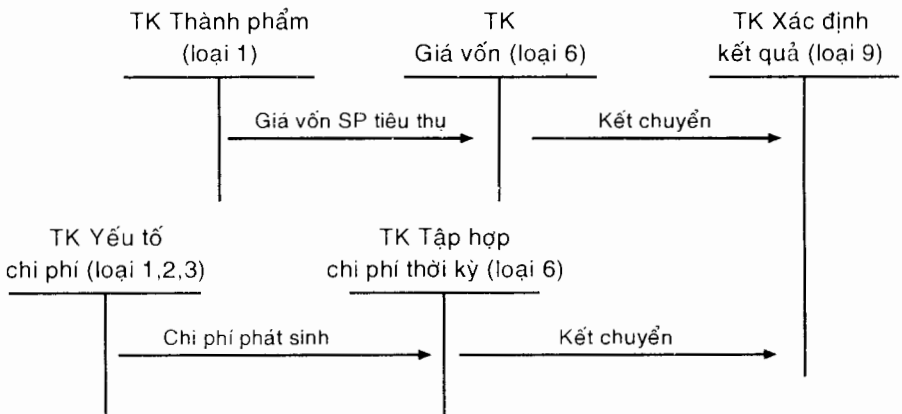 TK Thành phẩm
(loại 1)
TK
Giá vốn (loại 6)
TK Xác định
kết quả (loại 9)
Giá vốn SP tiêu thụ
Kết chuyển
TK Yếu tố
chi phí (loại 1,2,3)
TK Tập hợp
chi phí thời kỳ (loại 6)
Chi phí phát sinh
Kết chuyển